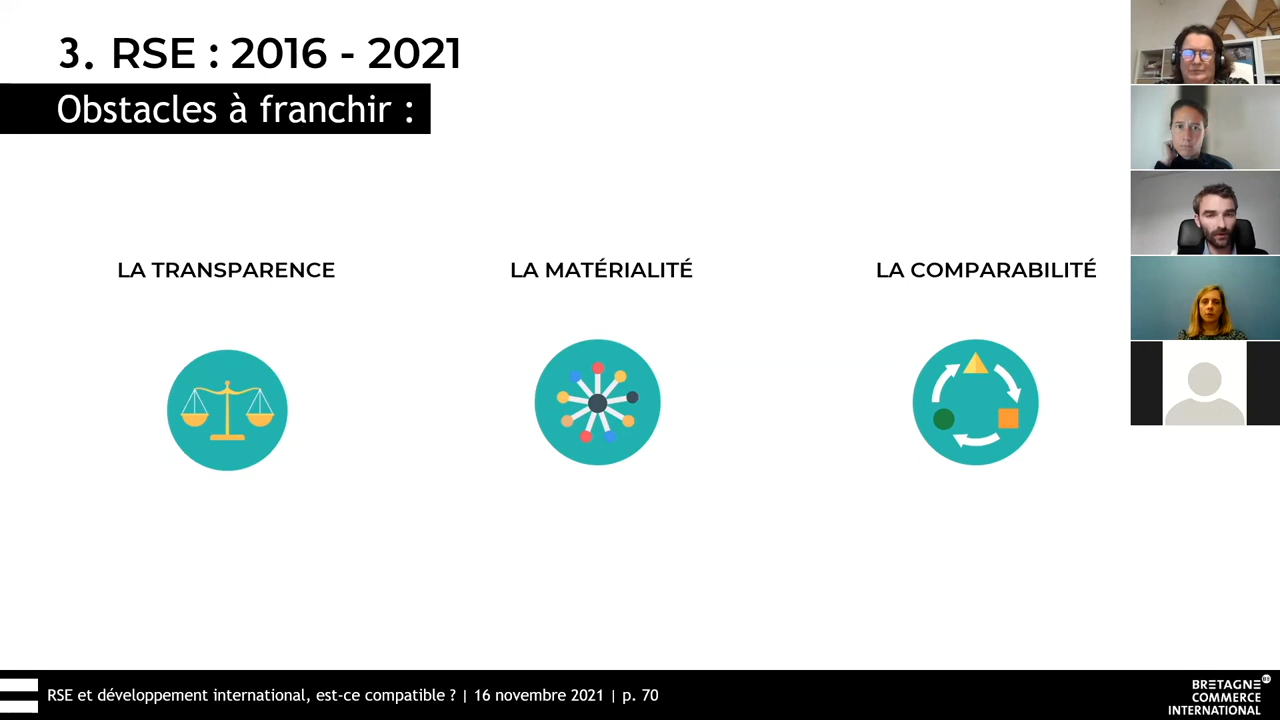 3. RSE : 2016 - 2021
Obstacles à franchir :
LA TRANSPARENCE
LA MATÉRIALITÉ
LA COMPARABILITÉ
RSE et développement international, est-ce compatible ? | 16 novembre 2021 | p. 70
BRETAGNE
COMMERCE
INTERNATIONAL